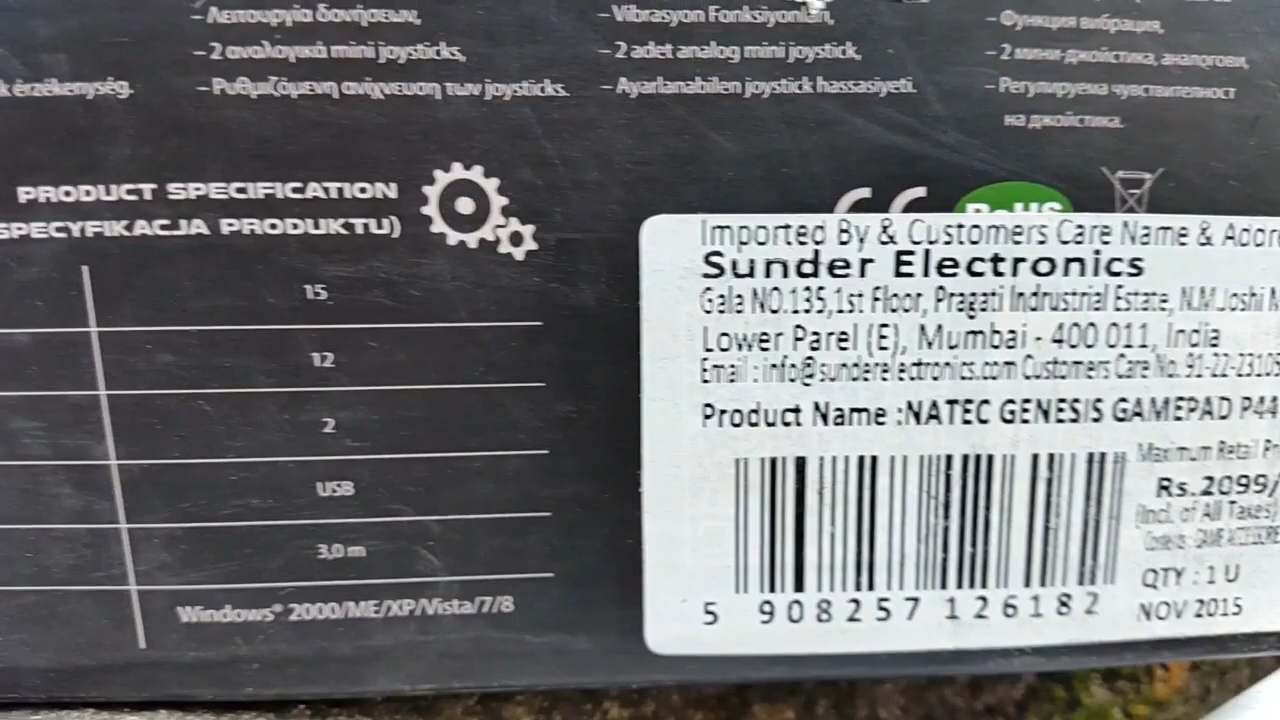 – Λειτουργία δονήσεων,
– 2 αναλογικά mini joysticks,
– Ρυθμιζόμενη ανίχνευση των joysticks.
– Vibrasyon Fonksiyonları,
– 2 adet analog mini joystick,
– Ayarlanabilen joystick hassasiyeti.
– Функция вибрация,
– 2 мини-джойстика, аналогови,
– Регулируема чувствителност
на джойстика.
k érzékenység.
PRODUCT SPECIFICATION
SPECYFIKACJA PRODUKTU)
15
12
2
USB
3,0 m
Windows® 2000/ME/XP/Vista/7/8
CE
RoHS
Imported By & Customers Care Name & Addre
Sunder Electronics
Gala NO.135,1st Floor, Pragati Indrustrial Estate, N.M.Joshi M
Lower Parel (E), Mumbai - 400 011, India
Email : info@sunderelectronics.com Customers Care No. 91-22-23105
Product Name :NATEC GENESIS GAMEPAD P44
Maximum Retail Pr
Rs.2099/
(Incl. of All Taxes)
QTY : 1 U
NOV 2015
5 908257 126182